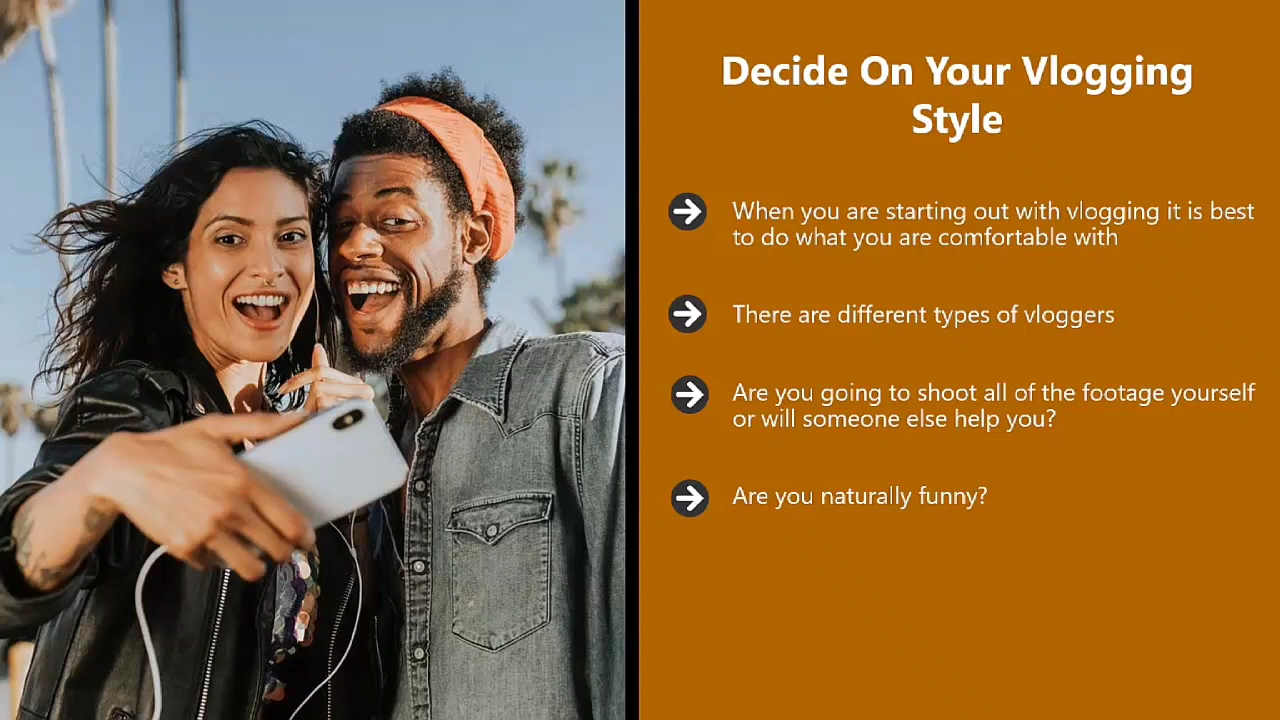 Decide On Your Vlogging
Style
When you are starting out with vlogging it is best
to do what you are comfortable with
There are different types of vloggers
Are you going to shoot all of the footage yourself
or will someone else help you?
Are you naturally funny?